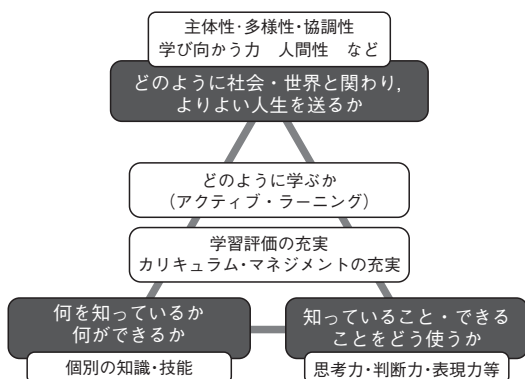 主体性・多様性・協調性
学び向かう力　人間性　など
どのように社会・世界と関わり,
よりよい人生を送るか
どのように学ぶか
(アクティブ・ラーニング)
学習評価の充実
カリキュラム・マネジメントの充実
何を知っているか
何ができるか
個別の知識・技能
知っていること・できる
ことをどう使うか
思考力・判断力・表現力等